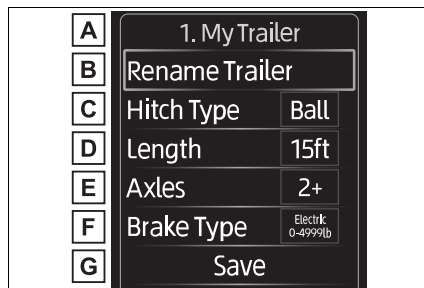 A 1. My Trailer
B Rename Trailer
C Hitch Type Ball
D Length 15ft
E Axles 2+
F Brake Type Electric
0-4999lb
G Save